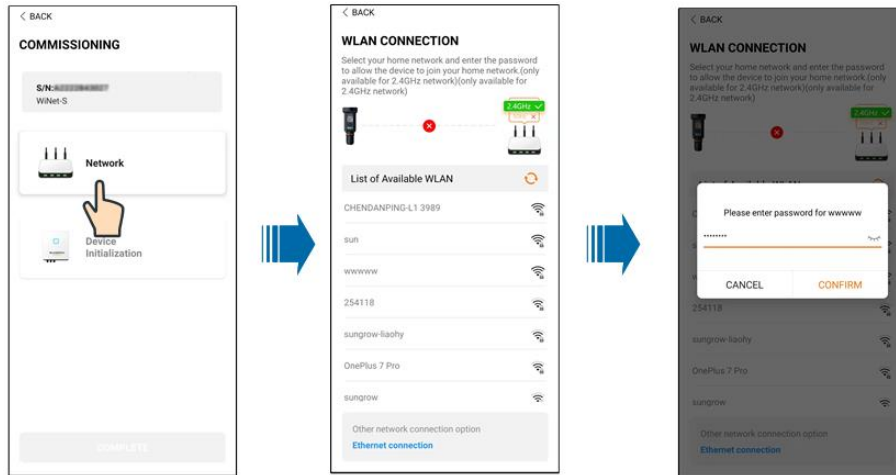 < BACK
COMMISSIONING
S/N:
WiNet-S
Network
Device
Initialization
COMPLETE
< BACK
WLAN CONNECTION
Select your home network and enter the password
to allow the device to join your home network.(only
available for 2.4GHz network)(only available for
2.4GHz network)
2.4GHz
List of Available WLAN
CHENDANPING-L1 3989
sun
wwwww
254118
sungrow-liaohy
OnePlus 7 Pro
sungrow
Other network connection option
Ethernet connection
< BACK
WLAN CONNECTION
Select your home network and enter the password
to allow the device to join your home network.(only
available for 2.4GHz network)(only available for
2.4GHz network)
2.4GHz
List of Available WLAN
Please enter password for wwwww
········
CANCEL
CONFIRM
254118
sungrow-liaohy
OnePlus 7 Pro
sungrow
Other network connection option
Ethernet connection